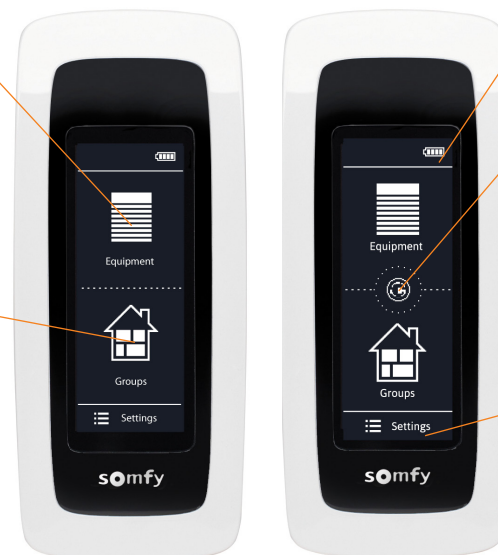 Equipment
Groups
Settings
somfy
Equipment
Groups
Settings
somfy